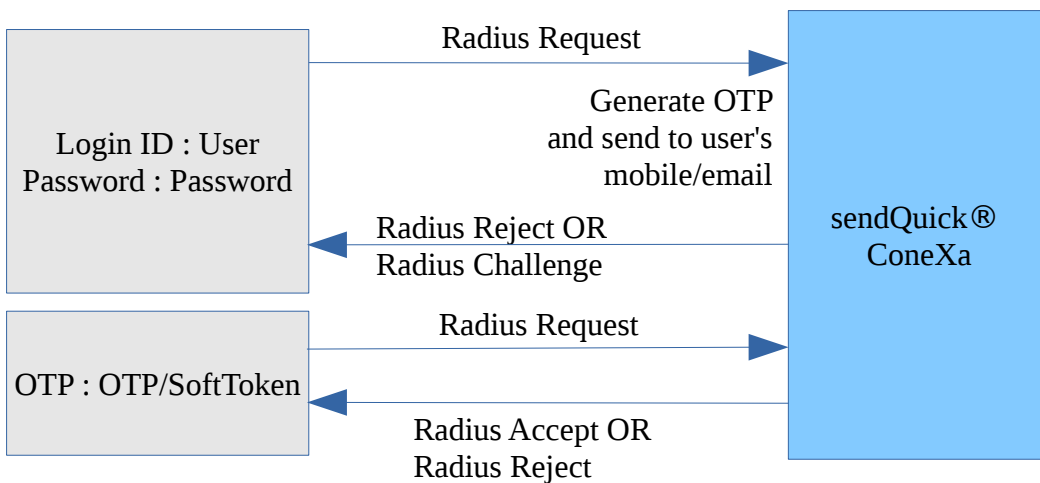 Radius Request
Login ID : User
Password : Password
Generate OTP
and send to user's
mobile/email
Radius Reject OR
Radius Challenge
sendQuick®
ConeXa
Radius Request
OTP : OTP/SoftToken
Radius Accept OR
Radius Reject